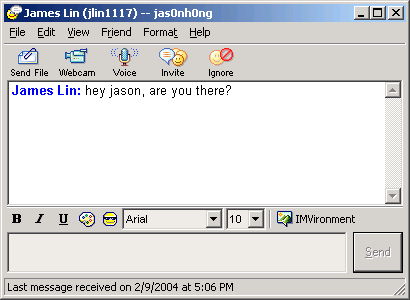 James Lin (jlin1117) -- jas0nh0ng
File Edit View Friend Format Help
Send File Webcam Voice Invite Ignore
James Lin: hey jason, are you there?
B I U Arial 10 IMVironment
Send
Last message received on 2/9/2004 at 5:06 PM